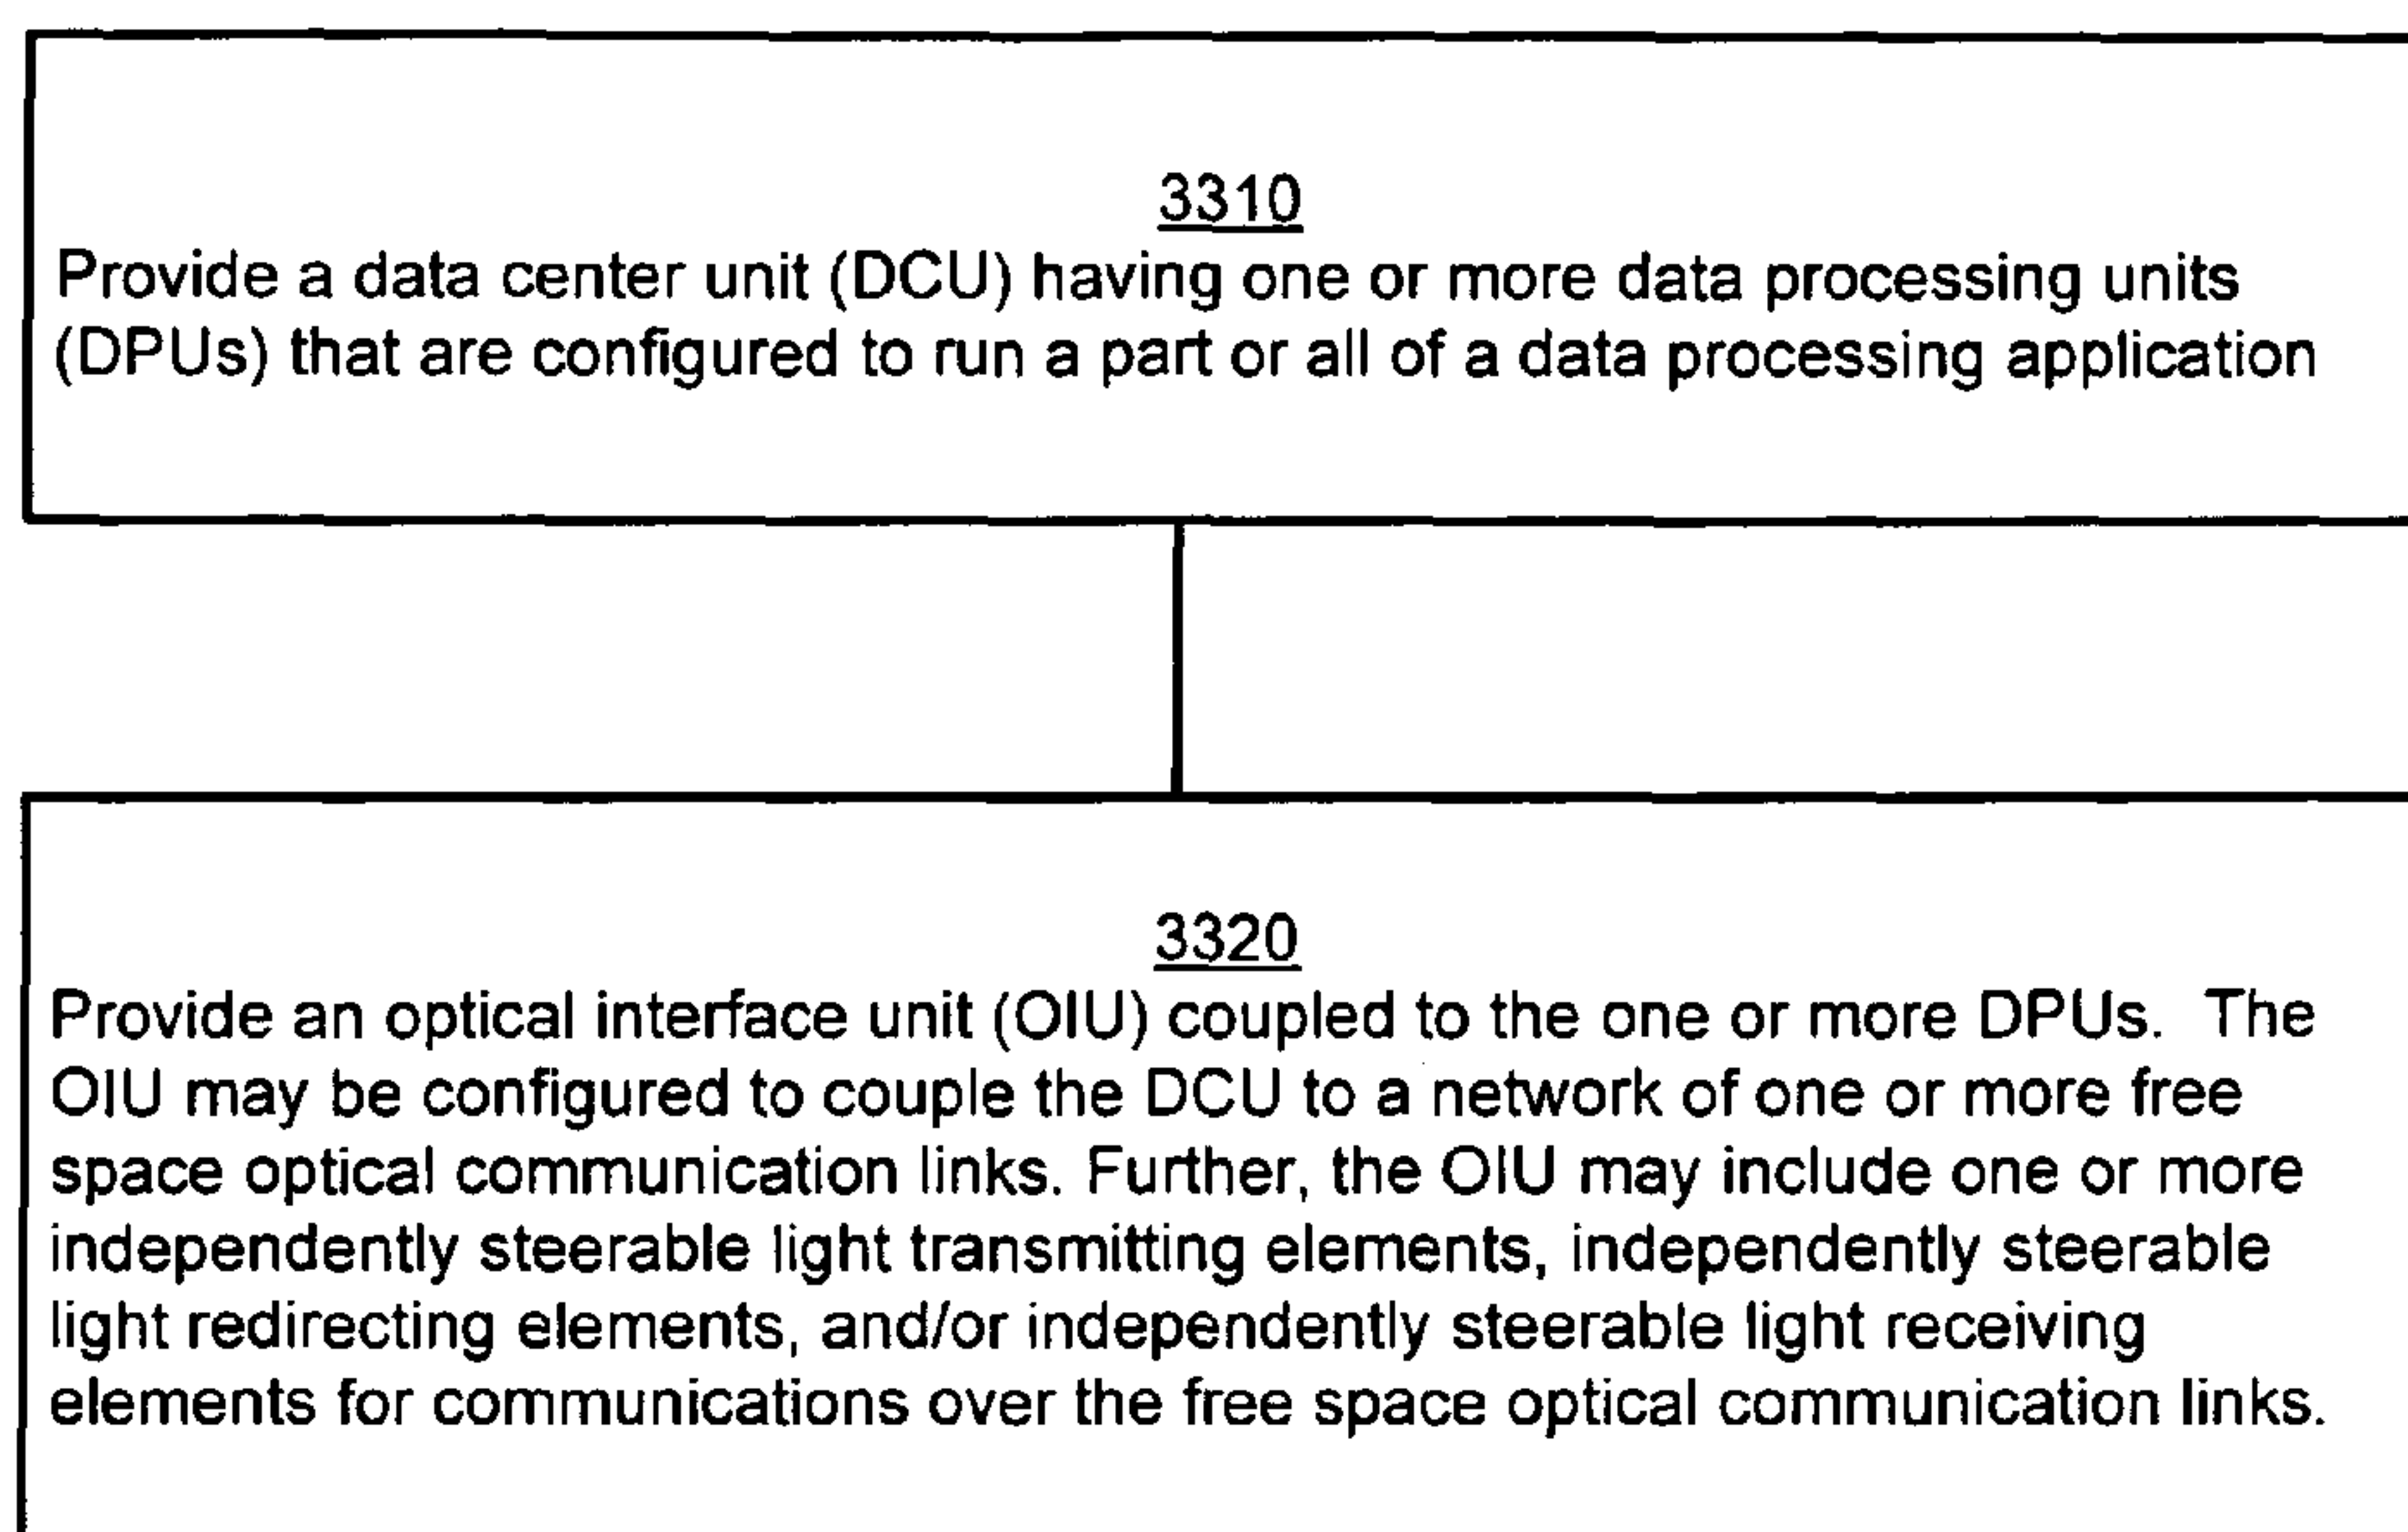 3310
Provide a data center unit (DCU) having one or more data processing units
(DPUs) that are configured to run a part or all of a data processing application
3320
Provide an optical interface unit (OIU) coupled to the one or more DPUs. The
OIU may be configured to couple the DCU to a network of one or more free
space optical communication links. Further, the OIU may include one or more
independently steerable light transmitting elements, independently steerable
light redirecting elements, and/or independently steerable light receiving
elements for communications over the free space optical communication links.